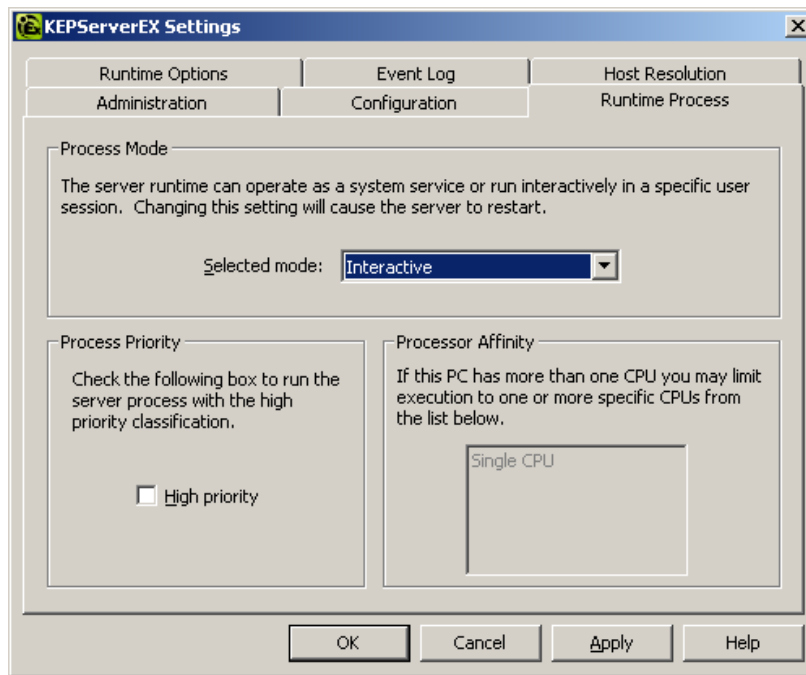 KEPServerEX Settings
Runtime Options
Event Log
Host Resolution
Administration
Configuration
Runtime Process
Process Mode
The server runtime can operate as a system service or run interactively in a specific user
session. Changing this setting will cause the server to restart.
Selected mode:
Interactive
Process Priority
Check the following box to run the
server process with the high
priority classification.
High priority
Processor Affinity
If this PC has more than one CPU you may limit
execution to one or more specific CPUs from
the list below.
Single CPU
OK
Cancel
Apply
Help